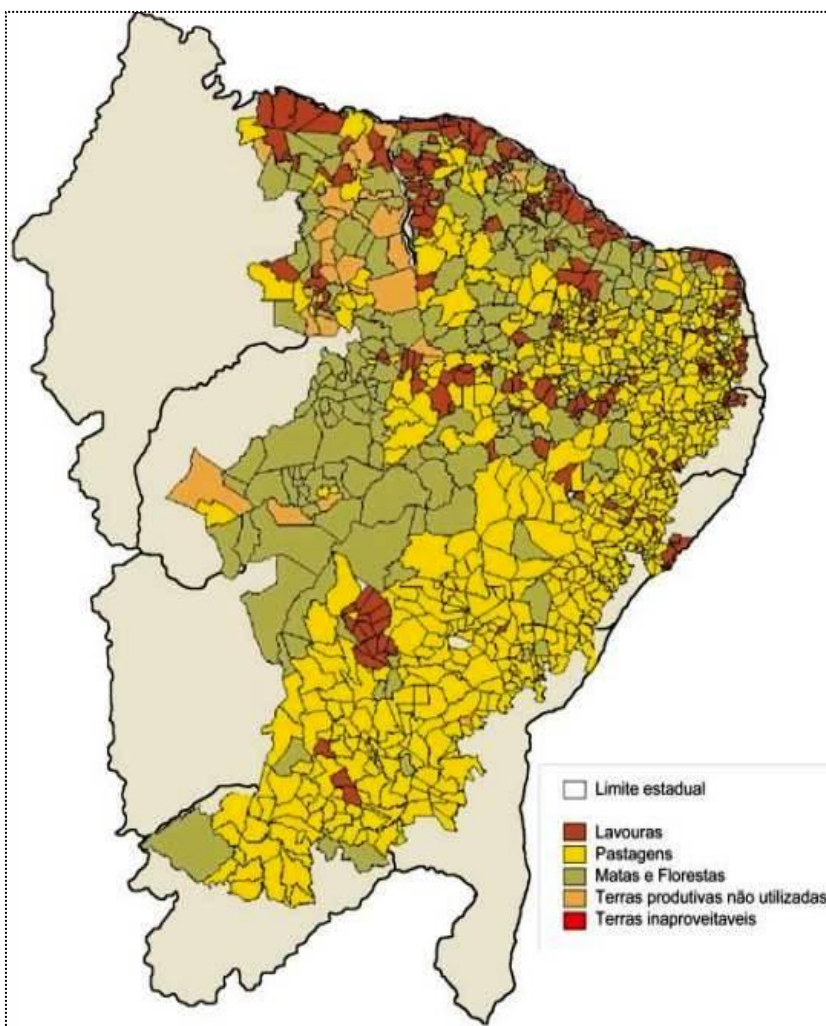 Limite estadual
Lavouras
Pastagens
Matas e Florestas
Terras produtivas não utilizadas
Terras inaproveitaveis